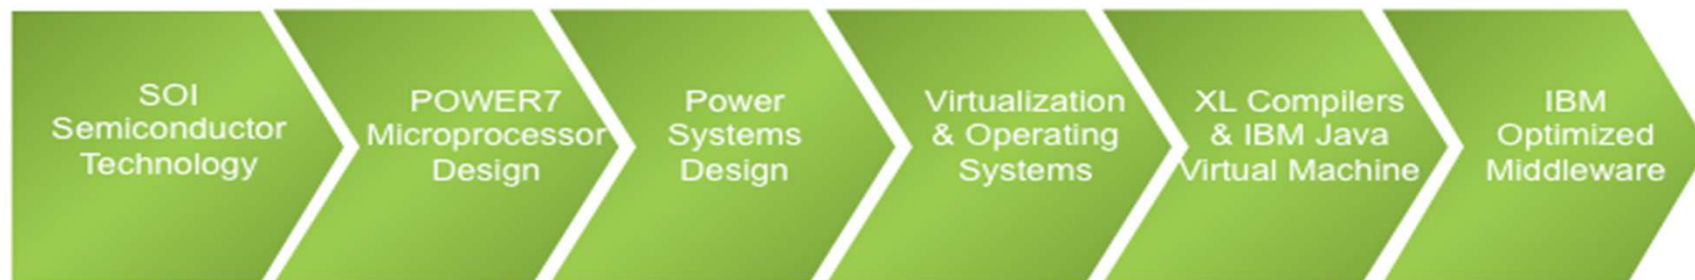 SOI
Semiconductor
Technology
POWER7
Microprocessor
Design
Power
Systems
Design
Virtualization
& Operating
Systems
XL Compilers
& IBM Java
Virtual Machine
IBM
Optimized
Middleware